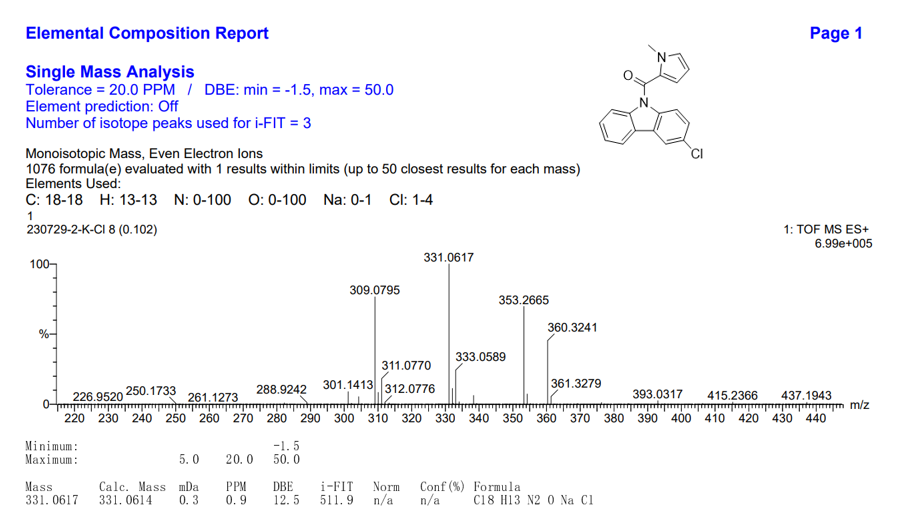 Elemental Composition Report
Page 1
Single Mass Analysis
Tolerance = 20.0 PPM / DBE: min = -1.5, max = 50.0
Element prediction: Off
Number of isotope peaks used for i-FIT = 3
N
O
N
Cl
Monoisotopic Mass, Even Electron Ions
1076 formula(e) evaluated with 1 results within limits (up to 50 closest results for each mass)
Elements Used:
C: 18-18 H: 13-13 N: 0-100 O: 0-100 Na: 0-1 Cl: 1-4
1
230729-2-K-Cl 8 (0.102)
1: TOF MS ES+
6.99e+005
100
%
0
331.0617
309.0795
353.2665
360.3241
311.0770
333.0589
226.9520
250.1733
261.1273
288.9242
301.1413
312.0776
361.3279
393.0317
415.2366
437.1943
m/z
220 230 240 250 260 270 280 290 300 310 320 330 340 350 360 370 380 390 400 410 420 430 440
Minimum: -1.5
Maximum: 5.0 20.0 50.0
Mass Calc. Mass mDa PPM DBE i-FIT Norm Conf(%) Formula
331.0617 331.0614 0.3 0.9 12.5 511.9 n/a n/a C18 H13 N2 O Na Cl